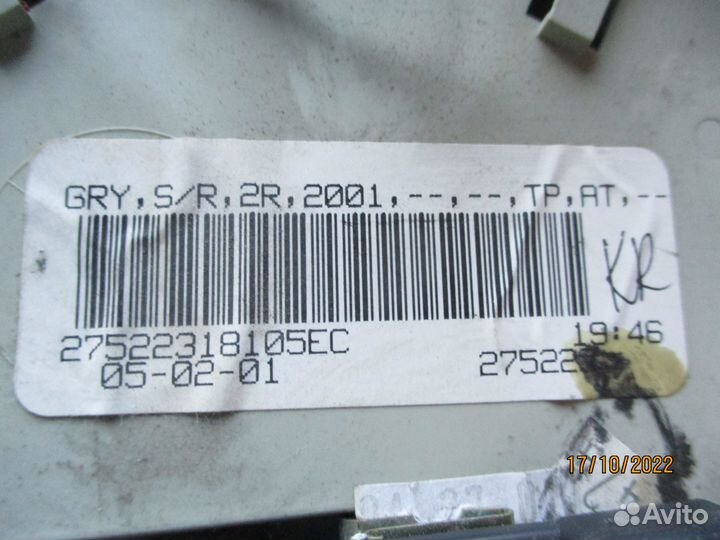 GRY,S/R,2R,2001,--,--,TP,AT,--
KR
27522318105EC
19:46
05-02-01
27522
17/10/2022
Avito